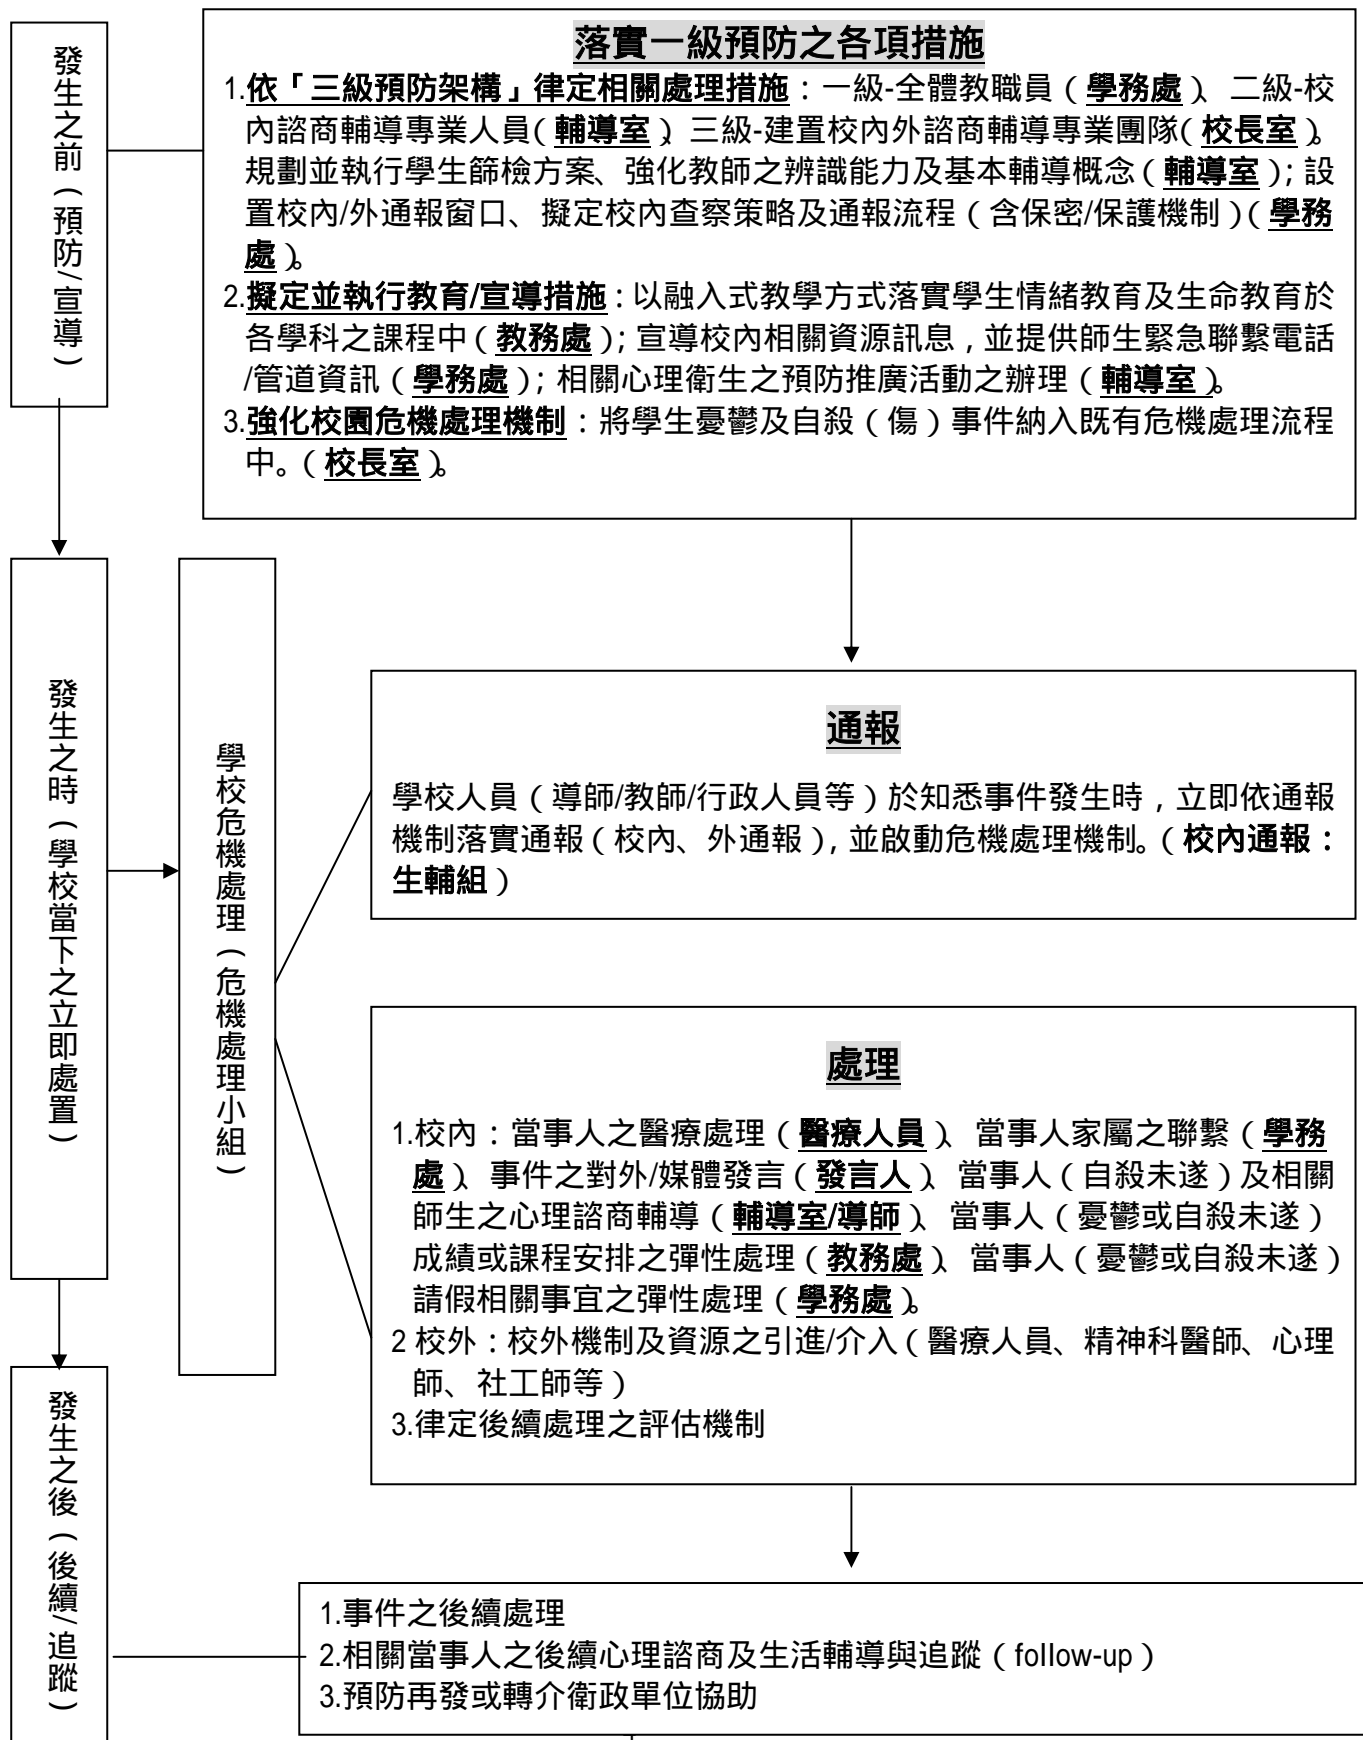 發生之前（預防/宣導）
落實一級預防之各項措施
1.依「三級預防架構」律定相關處理措施：一級-全體教職員（學務處）、二級-校
內諮商輔導專業人員（輔導室）、三級-建置校內外諮商輔導專業團隊（校長室）。
規劃並執行學生篩檢方案、強化教師之辨識能力及基本輔導概念（輔導室）；設
置校內/外通報窗口、擬定校內查察策略及通報流程（含保密/保護機制）（學務
處）。
2.擬定並執行教育/宣導措施：以融入式教學方式落實學生情緒教育及生命教育於
各學科之課程中（教務處）；宣導校內相關資源訊息，並提供師生緊急聯繫電話
/管道資訊（學務處）；相關心理衛生之預防推廣活動之辦理（輔導室）。
3.強化校園危機處理機制：將學生憂鬱及自殺（傷）事件納入既有危機處理流程
中。（校長室）。
發生之時（學校當下之立即處置）
學校危機處理（危機處理小組）
通報
學校人員（導師/教師/行政人員等）於知悉事件發生時，立即依通報
機制落實通報（校內、外通報），並啟動危機處理機制。（校內通報：
生輔組）
處理
1.校內：當事人之醫療處理（醫療人員）、當事人家屬之聯繫（學務
處）、事件之對外/媒體發言（發言人）、當事人（自殺未遂）及相關
師生之心理諮商輔導（輔導室/導師）、當事人（憂鬱或自殺未遂）
成績或課程安排之彈性處理（教務處）、當事人（憂鬱或自殺未遂）
請假相關事宜之彈性處理（學務處）。
2 校外：校外機制及資源之引進/介入（醫療人員、精神科醫師、心理
師、社工師等）
3.律定後續處理之評估機制
發生之後（後續/追蹤）
1.事件之後續處理
2.相關當事人之後續心理諮商及生活輔導與追蹤（follow-up）
3.預防再發或轉介衛政單位協助